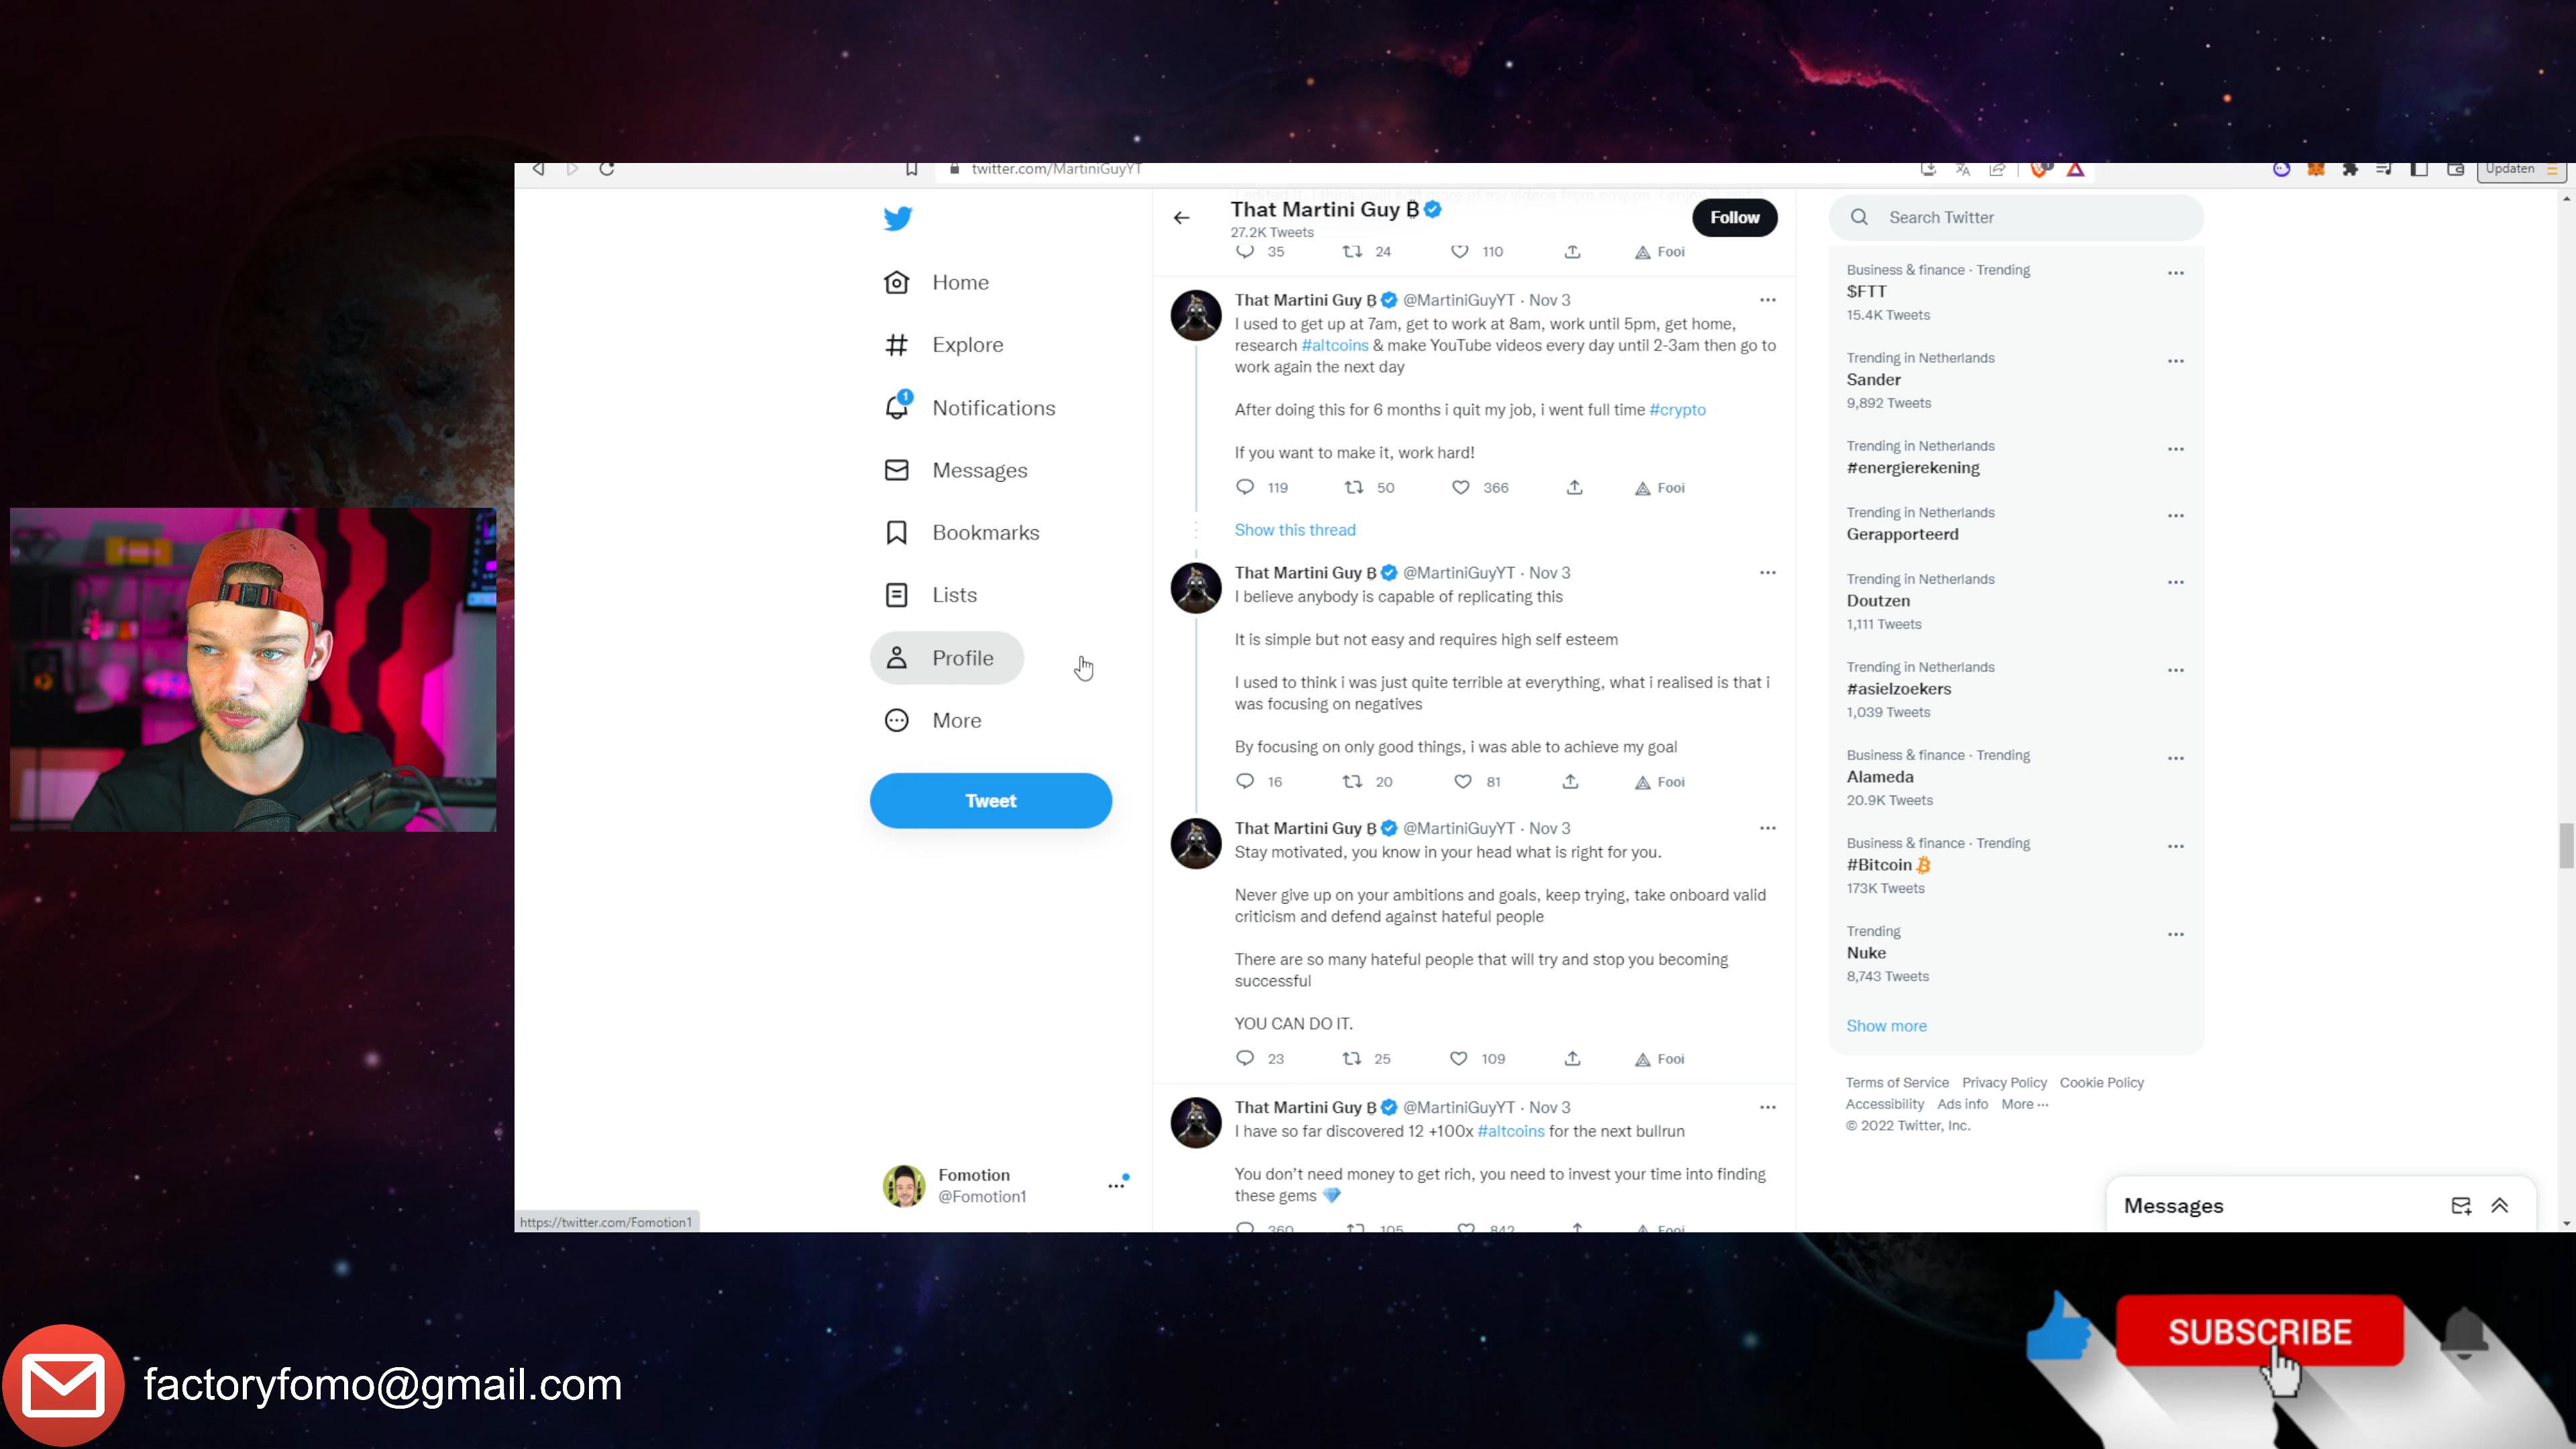 twitter.com/MartiniGuyYT
Updaten
Home
Explore
1
Notifications
Messages
Bookmarks
Lists
Profile
More
Tweet
Fomotion
@Fomotion1
https://twitter.com/Fomotion1
That Martini Guy ₿
27.2K Tweets
Follow
35 24 110 Fooi
That Martini Guy ₿ @MartiniGuyYT · Nov 3
I used to get up at 7am, get to work at 8am, work until 5pm, get home,
research #altcoins & make YouTube videos every day until 2-3am then go to
work again the next day
After doing this for 6 months i quit my job, i went full time #crypto
If you want to make it, work hard!
119 50 366 Fooi
Show this thread
That Martini Guy ₿ @MartiniGuyYT · Nov 3
I believe anybody is capable of replicating this
It is simple but not easy and requires high self esteem
I used to think i was just quite terrible at everything, what i realised is that i
was focusing on negatives
By focusing on only good things, i was able to achieve my goal
16 20 81 Fooi
That Martini Guy ₿ @MartiniGuyYT · Nov 3
Stay motivated, you know in your head what is right for you.
Never give up on your ambitions and goals, keep trying, take onboard valid
criticism and defend against hateful people
There are so many hateful people that will try and stop you becoming
successful
YOU CAN DO IT.
23 25 109 Fooi
That Martini Guy ₿ @MartiniGuyYT · Nov 3
I have so far discovered 12 +100x #altcoins for the next bullrun
You don't need money to get rich, you need to invest your time into finding
these gems 💎
360 105 842 Fooi
Search Twitter
Business & finance · Trending
$FTT
15.4K Tweets
Trending in Netherlands
Sander
9,892 Tweets
Trending in Netherlands
#energierekening
Trending in Netherlands
Gerapporteerd
Trending in Netherlands
Doutzen
1,111 Tweets
Trending in Netherlands
#asielzoekers
1,039 Tweets
Business & finance · Trending
Alameda
20.9K Tweets
Business & finance · Trending
#Bitcoin
173K Tweets
Trending
Nuke
8,743 Tweets
Show more
Terms of Service Privacy Policy Cookie Policy
Accessibility Ads info More ···
© 2022 Twitter, Inc.
Messages
factoryfomo@gmail.com
SUBSCRIBE